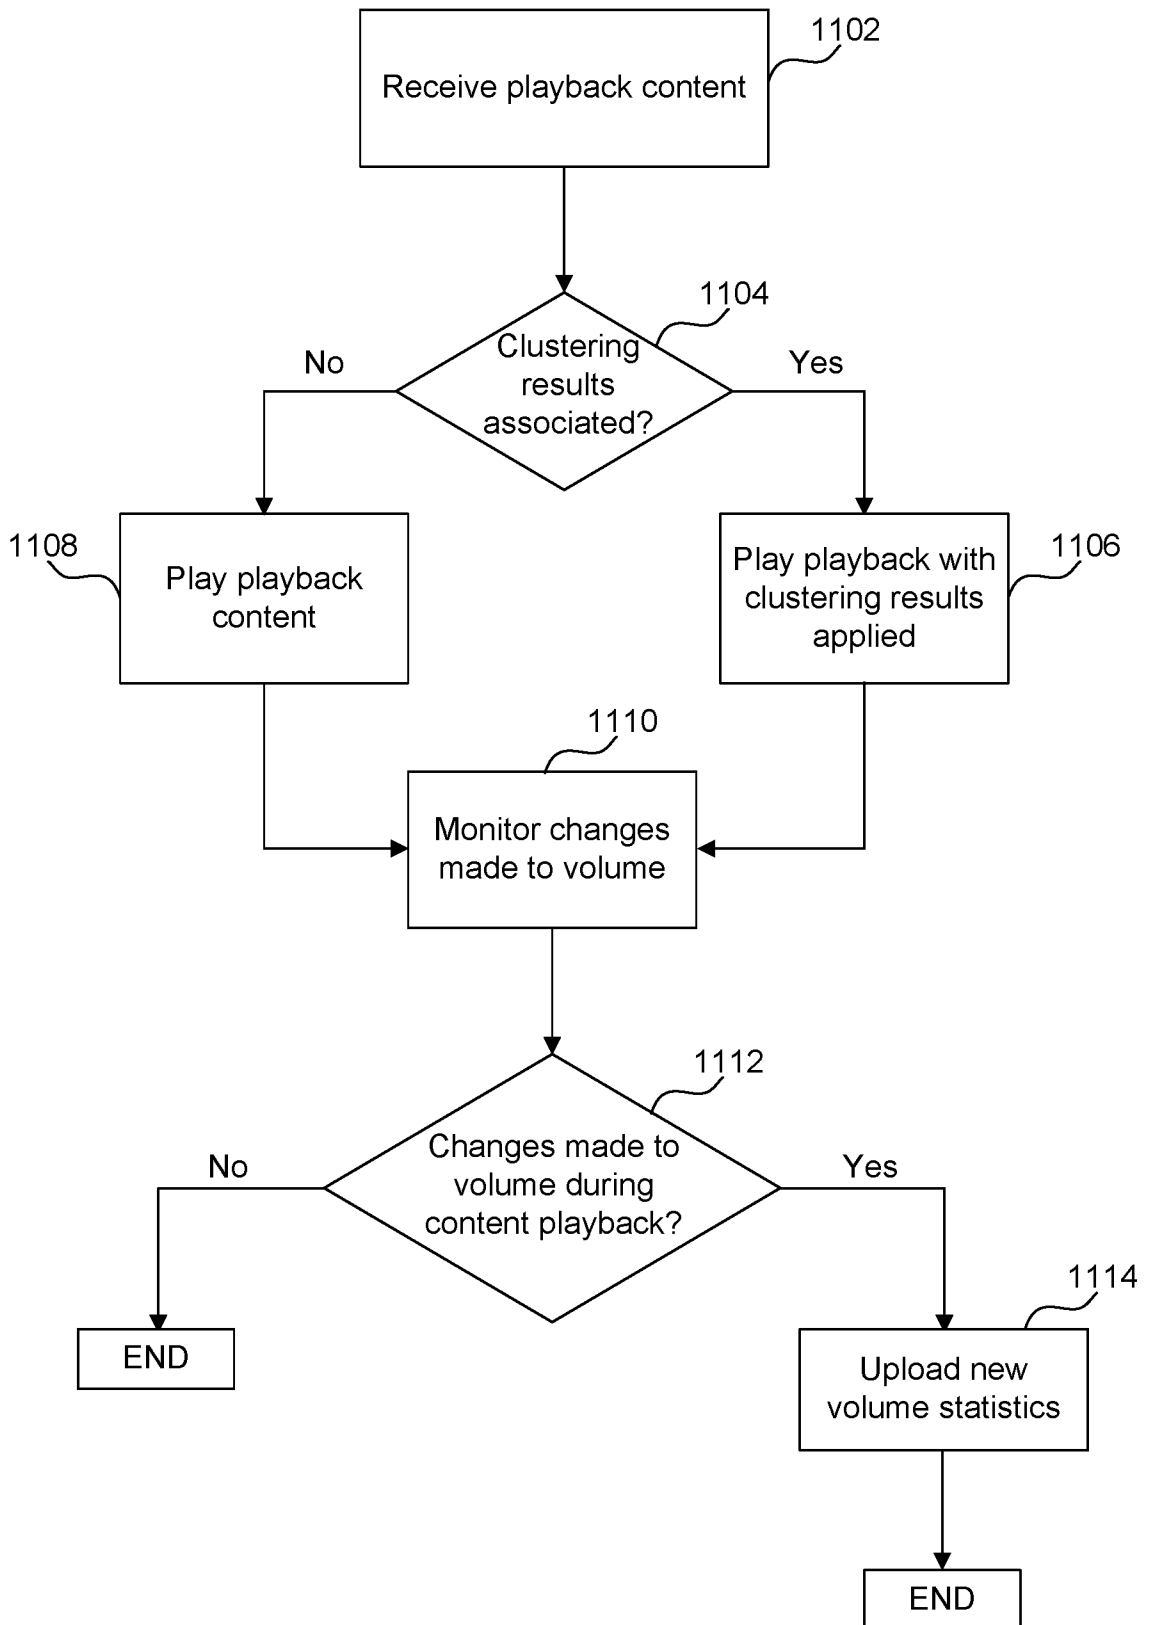 1102
Receive playback content
1104
No
Yes
Clustering
results
associated?
1108
Play playback
content
1106
Play playback with
clustering results
applied
1110
Monitor changes
made to volume
1112
No
Yes
Changes made to
volume during
content playback?
1114
END
Upload new
volume statistics
END